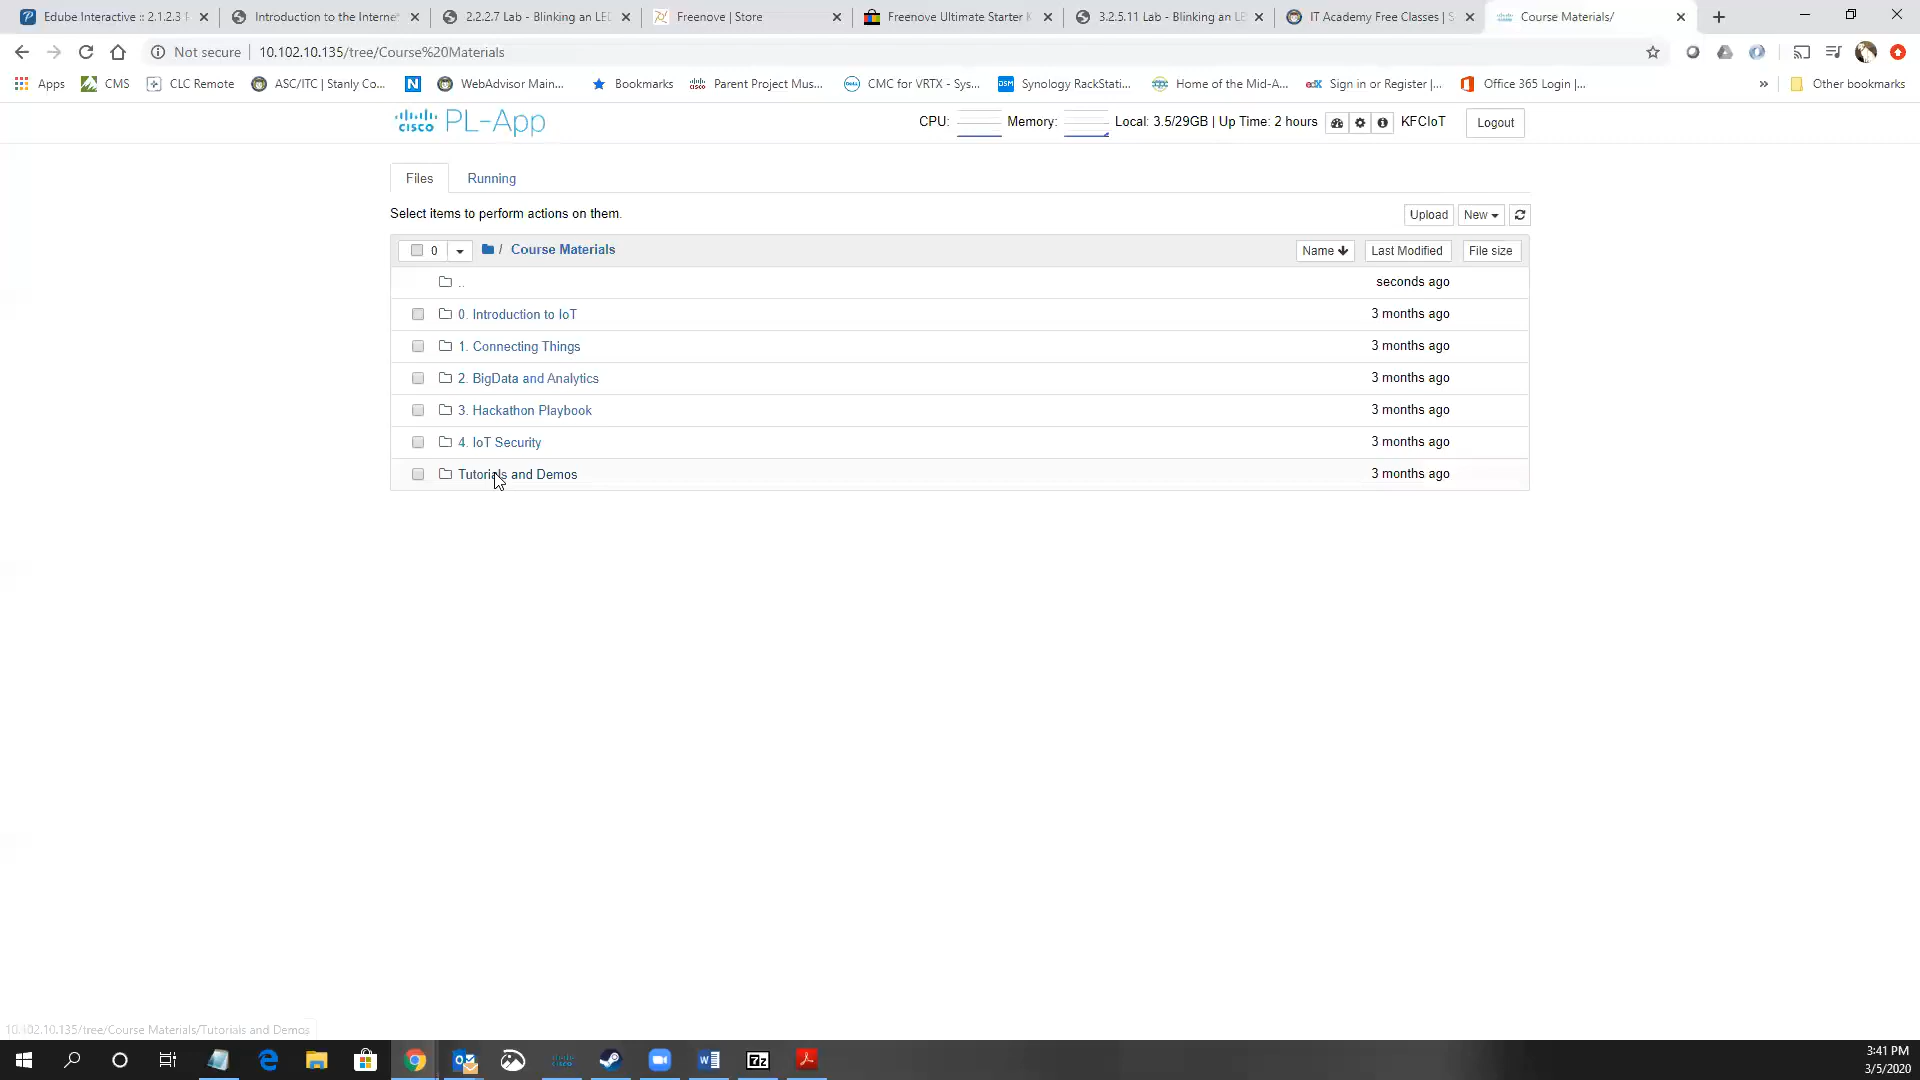 Edube Interactive :: 2.1.2.3
Introduction to the Interne
2.2.2.7 Lab - Blinking an LE
Freenove | Store
Freenove Ultimate Starter
3.2.5.11 Lab - Blinking an LE
IT Academy Free Classes | S
Course Materials/
Not secure
10.102.10.135/tree/Course%20Materials
Apps
CMS
CLC Remote
ASC/ITC | Stanly Co...
N
WebAdvisor Main...
Bookmarks
cisco
Parent Project Mus...
CMC for VRTX - Sys...
DSM
Synology RackStati...
Home of the Mid-A...
edX
Sign in or Register |...
Office 365 Login |...
»
Other bookmarks
cisco PL-App
CPU:
Memory:
Local: 3.5/29GB | Up Time: 2 hours
KFCIoT
Logout
Files
Running
Select items to perform actions on them.
Upload
New
0
/ Course Materials
Name
Last Modified
File size
..
seconds ago
0. Introduction to IoT
3 months ago
1. Connecting Things
3 months ago
2. BigData and Analytics
3 months ago
3. Hackathon Playbook
3 months ago
4. IoT Security
3 months ago
Tutorials and Demos
3 months ago
10.102.10.135/tree/Course Materials/Tutorials and Demos
3:41 PM
3/5/2020